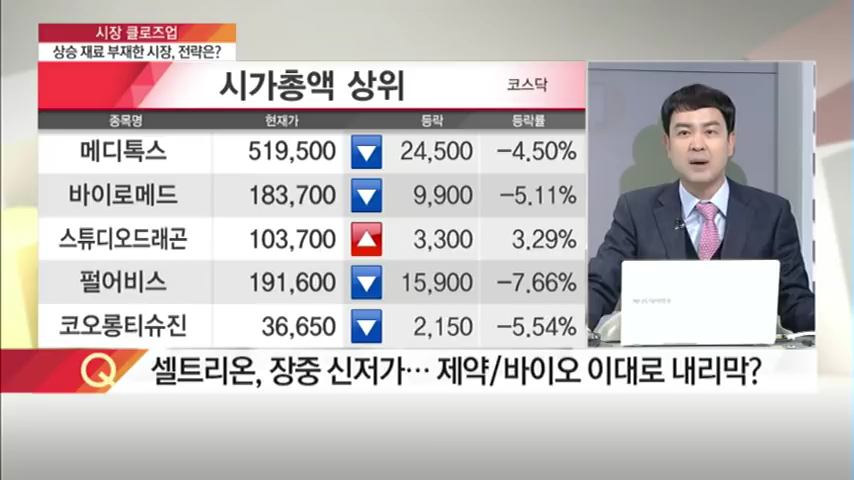 시장 클로즈업
상승 재료 부재한 시장, 전략은?
시가총액 상위
코스닥
종목명 현재가 등락 등락률
메디톡스 519,500 ▼ 24,500 -4.50%
바이로메드 183,700 ▼ 9,900 -5.11%
스튜디오드래곤 103,700 ▲ 3,300 3.29%
펄어비스 191,600 ▼ 15,900 -7.66%
코오롱티슈진 36,650 ▼ 2,150 -5.54%
Q 셀트리온, 장중 신저가… 제약/바이오 이대로 내리막?